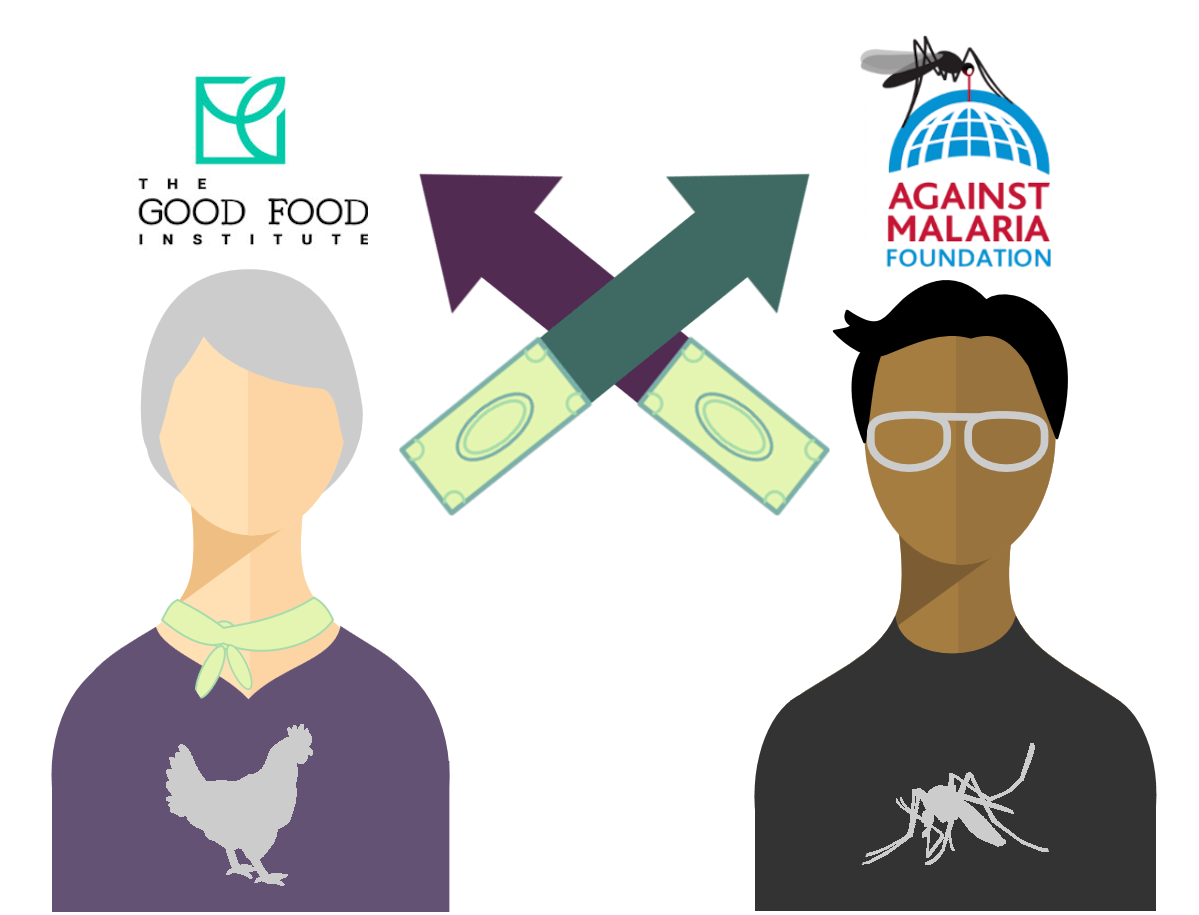 THE
GOOD FOOD
INSTITUTE
AGAINST
MALARIA
FOUNDATION